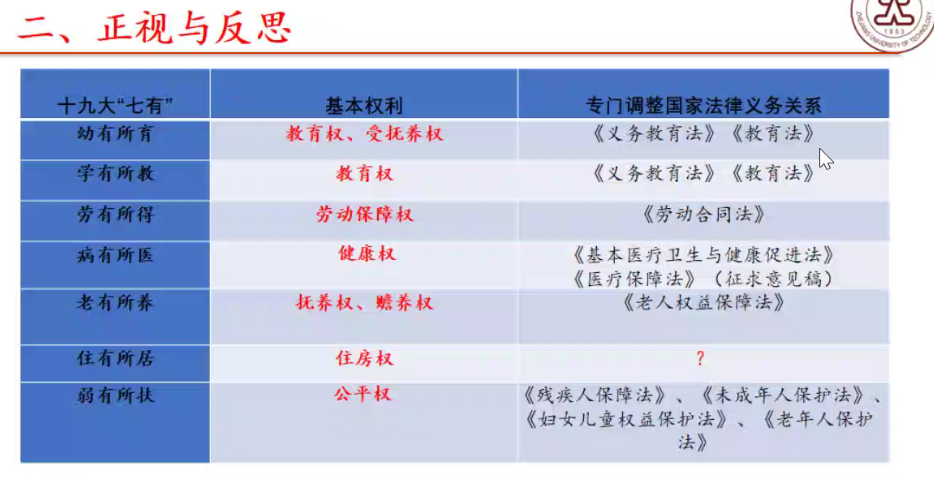 二、正视与反思
1953
ZHEJIANG UNIVERSITY OF TECHNOLOGY
十九大“七有” 基本权利 专门调整国家法律义务关系
幼有所育 教育权、受抚养权 《义务教育法》《教育法》
学有所教 教育权 《义务教育法》《教育法》
劳有所得 劳动保障权 《劳动合同法》
病有所医 健康权 《基本医疗卫生与健康促进法》
《医疗保障法》（征求意见稿）
老有所养 抚养权、赡养权 《老人权益保障法》
住有所居 住房权 ？
弱有所扶 公平权 《残疾人保障法》、《未成年人保护法》、
《妇女儿童权益保护法》、《老年人保护
法》